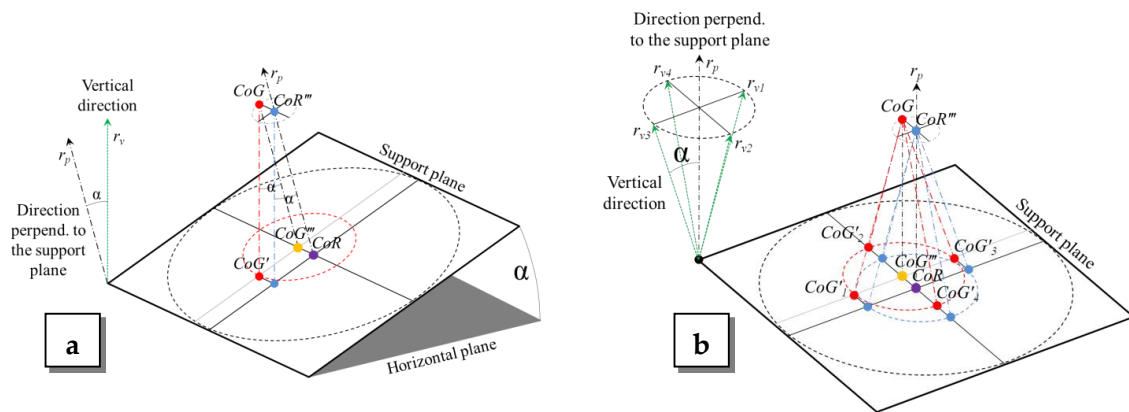 r_p
CoG
CoR'''
Vertical
direction
r_v
r_p
α
Direction
perpend. to
the support
plane
α
α
Support plane
CoG'''
CoR
CoG'
α
Horizontal plane
a
Direction perpend.
to the support plane
r_v4
r_p
r_v1
r_v3
r_v2
α
Vertical
direction
r_p
CoG
CoR'''
Support plane
CoG'_2
CoG'_3
CoG'''
CoR
CoG'_1
CoG'_4
b